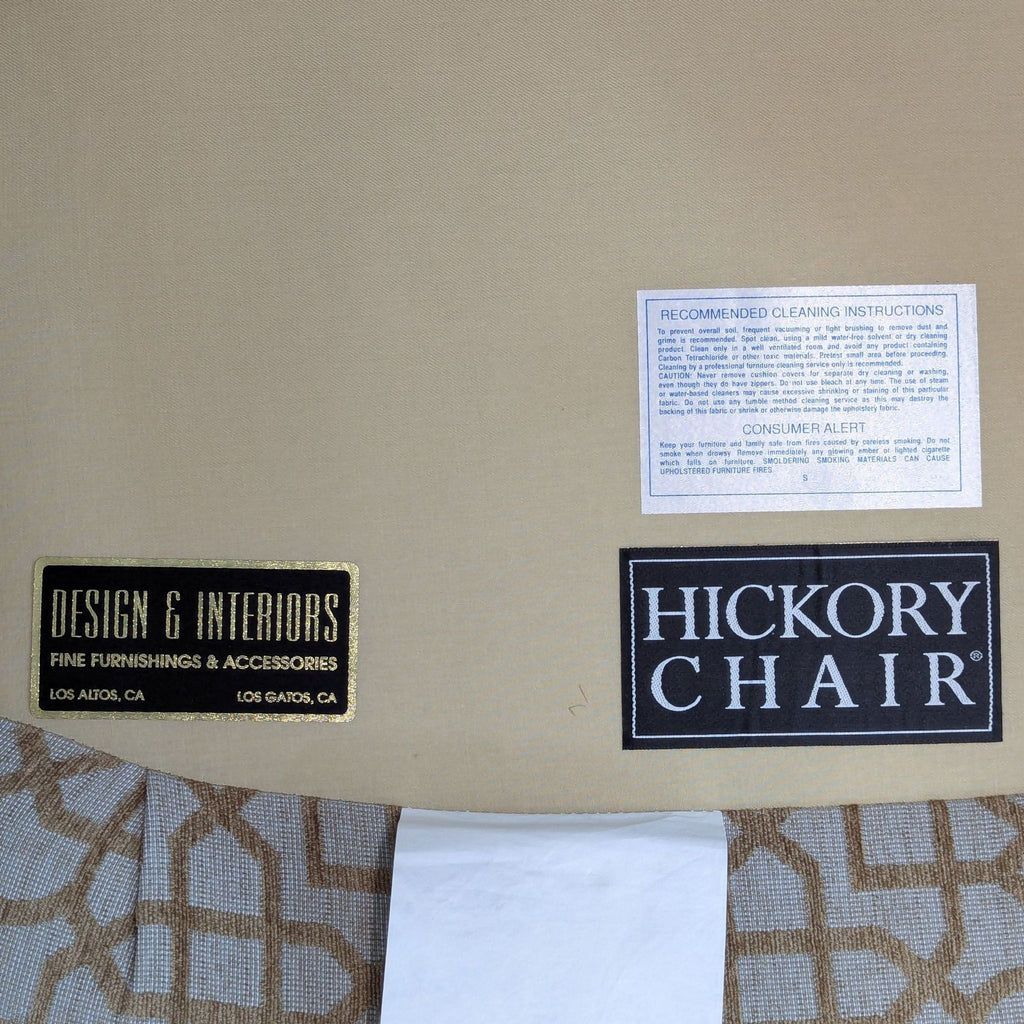 RECOMMENDED CLEANING INSTRUCTIONS
To prevent overall soil, frequent vacuuming or light brushing to remove dust and
grime is recommended. Spot clean, using a mild water-free solvent or dry cleaning
product. Clean only in a well ventilated room and avoid any product containing
Carbon Tetrachloride or other toxic materials. Pretest small area before proceeding.
Cleaning by a professional furniture cleaning service only is recommended.
CAUTION: Never remove cushion covers for separate dry cleaning or washing,
even though they do have zippers. Do not use bleach at any time. The use of steam
or water-based cleaners may cause excessive shrinking or staining of this particular
fabric. Do not use any tumble method cleaning service as this may destroy the
backing of this fabric or shrink or otherwise damage the upholstery fabric.
CONSUMER ALERT
Keep your furniture and family safe from fires caused by careless smoking. Do not
smoke when drowsy. Remove immediately any glowing ember or lighted cigarette
which falls on furniture. SMOLDERING SMOKING MATERIALS CAN CAUSE
UPHOLSTERED FURNITURE FIRES
S
DESIGN & INTERIORS
FINE FURNISHINGS & ACCESSORIES
LOS ALTOS, CA LOS GATOS, CA
HICKORY
CHAIR®